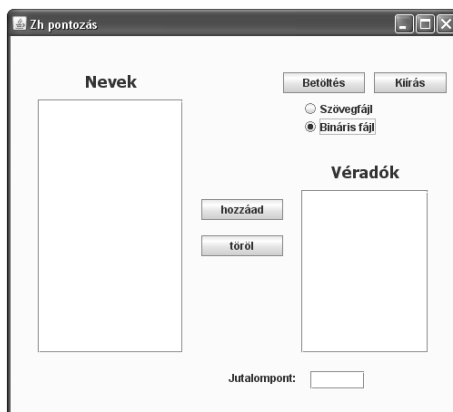 Zh pontozás
Nevek
Betöltés Kiírás
Szövegfájl
Bináris fájl
Véradók
hozzáad
töröl
Jutalompont: